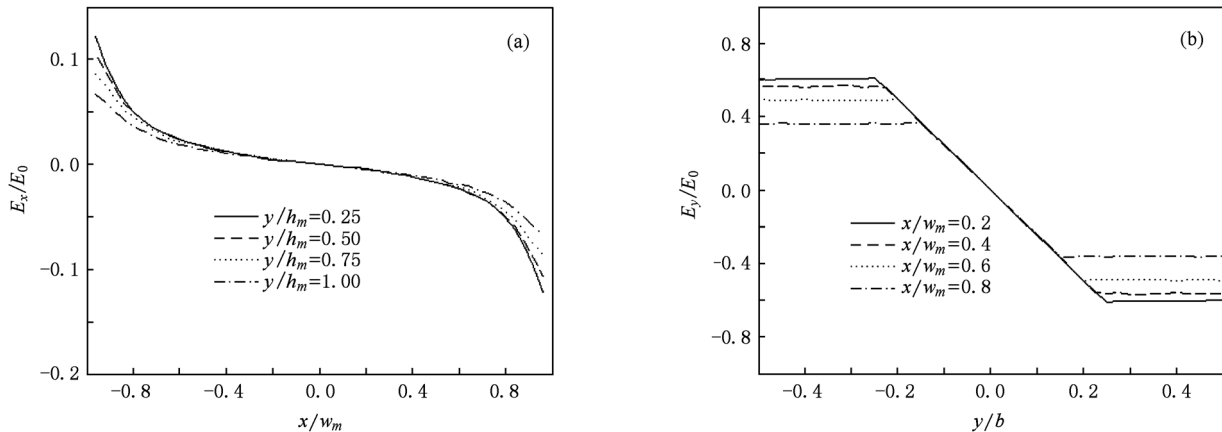 (a)
0.1
0.0
-0.1
-0.2
E_x/E_0
y/h_m=0.25
y/h_m=0.50
y/h_m=0.75
y/h_m=1.00
-0.8 -0.4 0.0 0.4 0.8
x/w_m
(b)
0.8
0.4
0.0
-0.4
-0.8
E_y/E_0
x/w_m=0.2
x/w_m=0.4
x/w_m=0.6
x/w_m=0.8
-0.4 -0.2 0.0 0.2 0.4
y/b